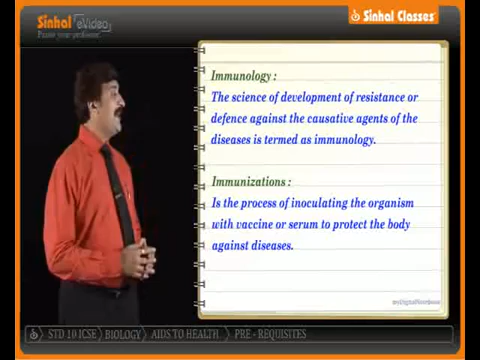 Sinhal eVideo
Sinhal Classes
Immunology :
The science of development of resistance or
defence against the causative agents of the
diseases is termed as immunology.
Immunizations :
Is the process of inoculating the organism
with vaccine or serum to protect the body
against diseases.
STD 10 ICSE BIOLOGY AIDS TO HEALTH PRE - REQUISITES